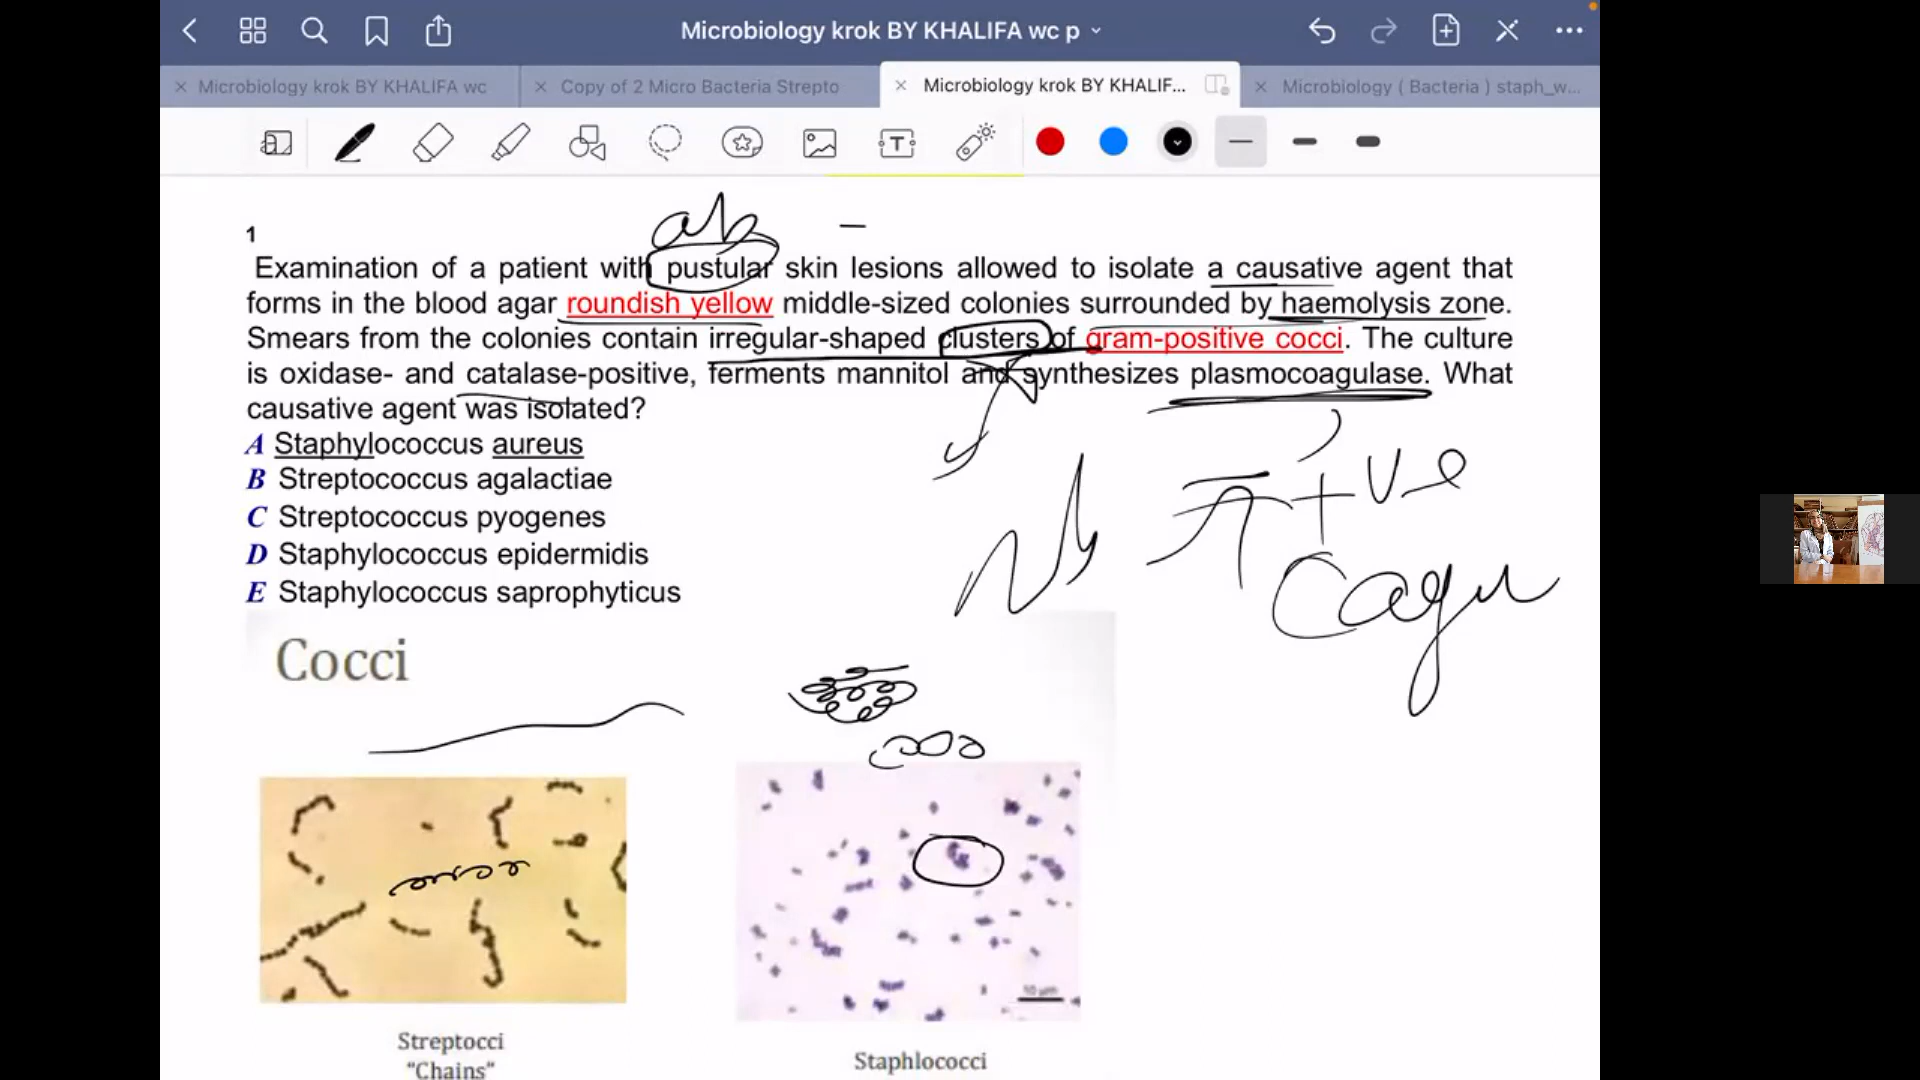 Microbiology krok BY KHALIFA wc p
Microbiology krok BY KHALIFA wc
Copy of 2 Micro Bacteria Strepto
Microbiology krok BY KHALIF...
Microbiology ( Bacteria ) staph_w...
1
Examination of a patient with pustular skin lesions allowed to isolate a causative agent that
forms in the blood agar roundish yellow middle-sized colonies surrounded by haemolysis zone.
Smears from the colonies contain irregular-shaped clusters of gram-positive cocci. The culture
is oxidase- and catalase-positive, ferments mannitol and synthesizes plasmocoagulase. What
causative agent was isolated?
A Staphylococcus aureus
B Streptococcus agalactiae
C Streptococcus pyogenes
D Staphylococcus epidermidis
E Staphylococcus saprophyticus
+ve
Cocci
10 µm
Streptocci
"Chains"
Staphlococci